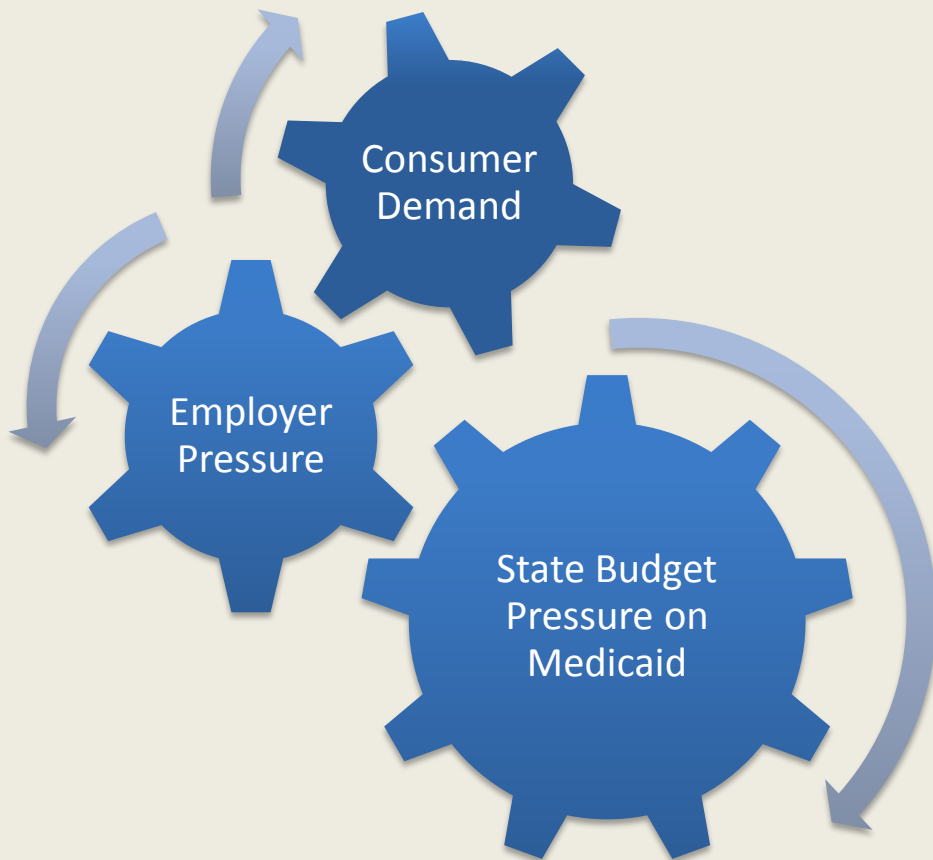 Consumer
Demand
Employer
Pressure
State Budget
Pressure on
Medicaid